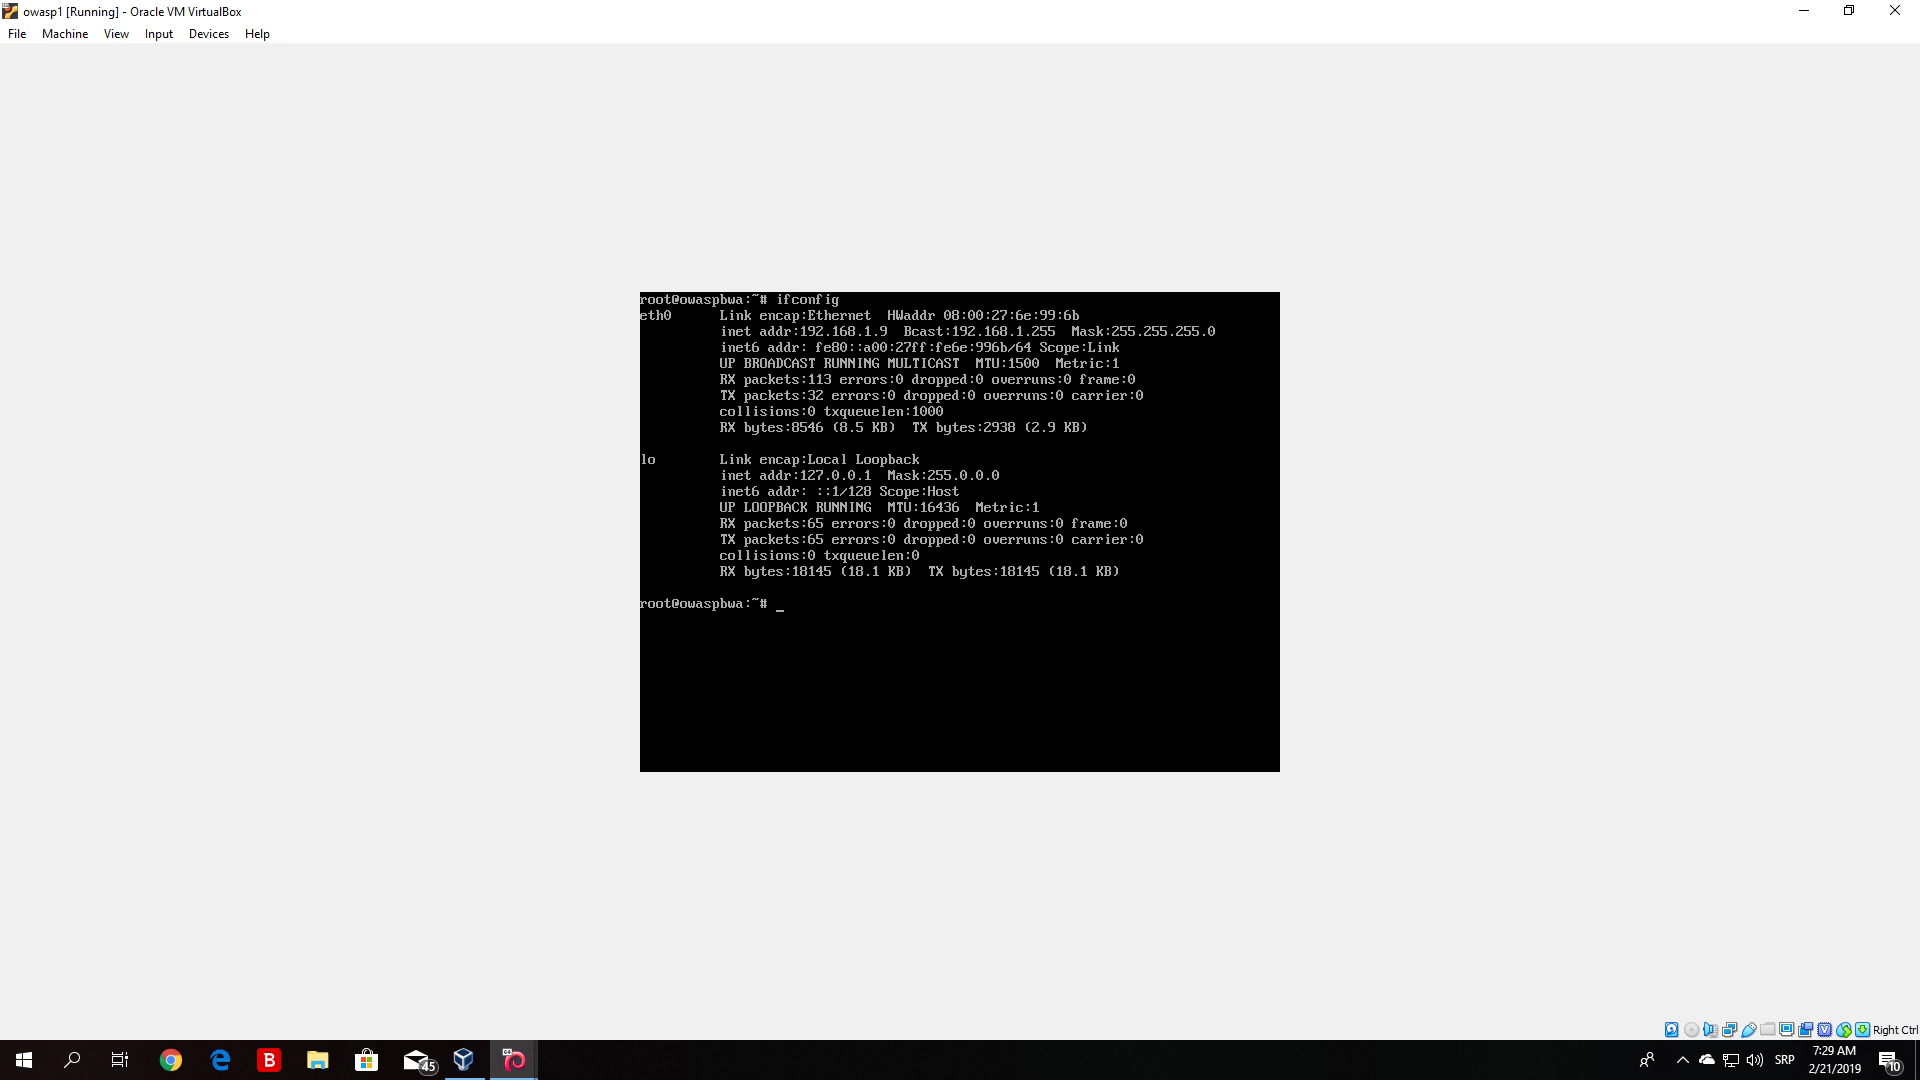 owasp1 [Running] - Oracle VM VirtualBox
File Machine View Input Devices Help
root@owaspbwa:~# ifconfig
eth0 Link encap:Ethernet HWaddr 08:00:27:6e:99:6b
inet addr:192.168.1.9 Bcast:192.168.1.255 Mask:255.255.255.0
inet6 addr: fe80::a00:27ff:fe6e:996b/64 Scope:Link
UP BROADCAST RUNNING MULTICAST MTU:1500 Metric:1
RX packets:113 errors:0 dropped:0 overruns:0 frame:0
TX packets:32 errors:0 dropped:0 overruns:0 carrier:0
collisions:0 txqueuelen:1000
RX bytes:8546 (8.5 KB) TX bytes:2938 (2.9 KB)
lo Link encap:Local Loopback
inet addr:127.0.0.1 Mask:255.0.0.0
inet6 addr: ::1/128 Scope:Host
UP LOOPBACK RUNNING MTU:16436 Metric:1
RX packets:65 errors:0 dropped:0 overruns:0 frame:0
TX packets:65 errors:0 dropped:0 overruns:0 carrier:0
collisions:0 txqueuelen:0
RX bytes:18145 (18.1 KB) TX bytes:18145 (18.1 KB)
root@owaspbwa:~# _
Right Ctrl
B 45 64 SRP 7:29 AM 10
2/21/2019